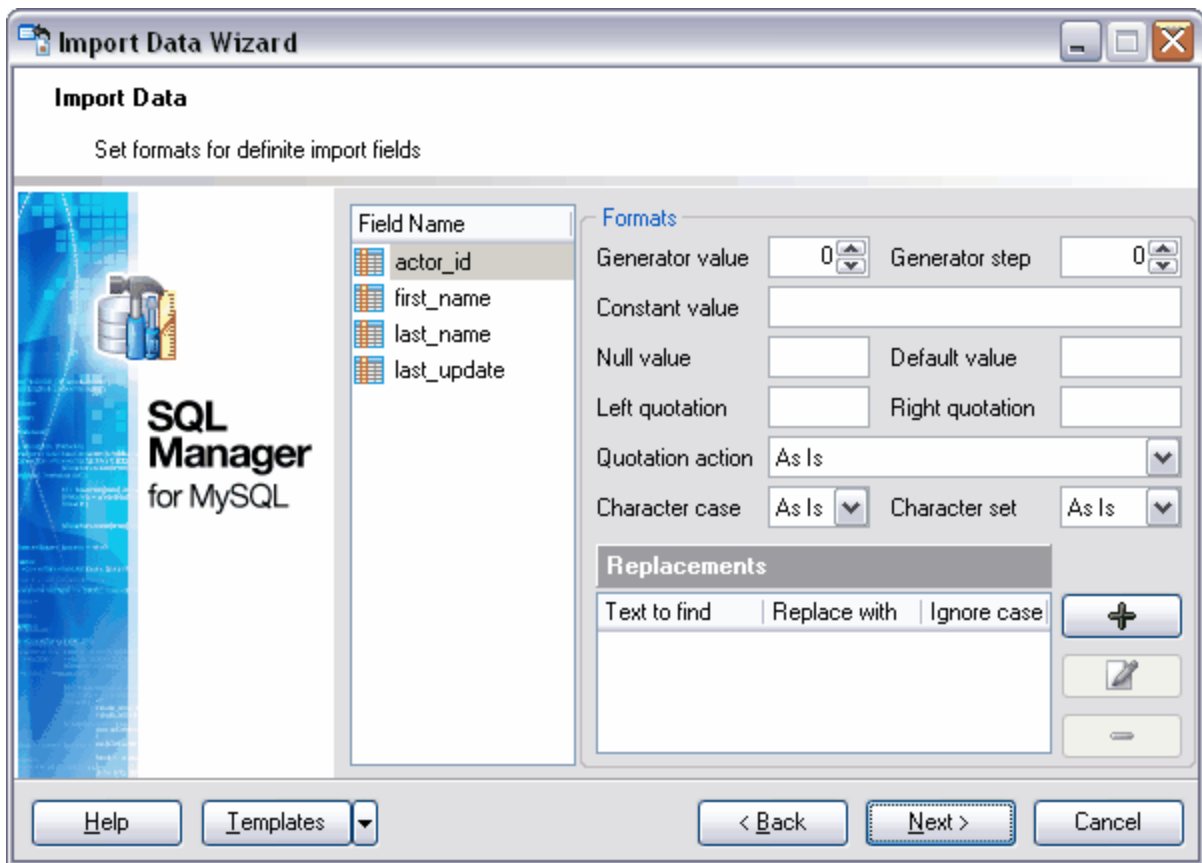 Import Data Wizard
Import Data
Set formats for definite import fields
SQL
Manager
for MySQL
Field Name
actor_id
first_name
last_name
last_update
Formats
Generator value 0 Generator step 0
Constant value
Null value Default value
Left quotation Right quotation
Quotation action As Is
Character case As Is Character set As Is
Replacements
Text to find Replace with Ignore case
Help Templates < Back Next > Cancel